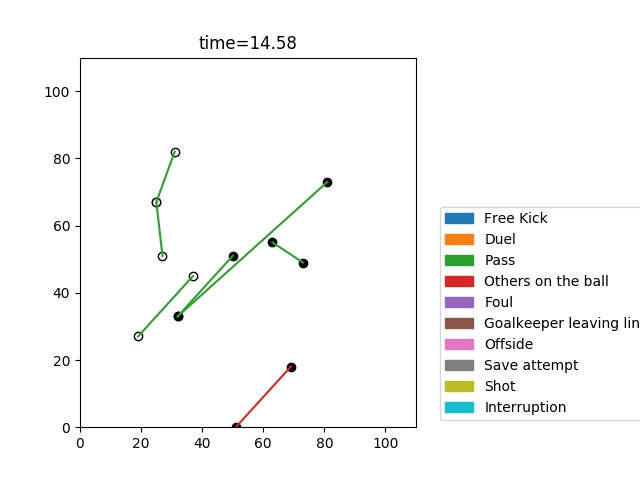 time=14.58
100
80
60
40
20
0
0 20 40 60 80 100
Free Kick
Duel
Pass
Others on the ball
Foul
Goalkeeper leaving lin
Offside
Save attempt
Shot
Interruption